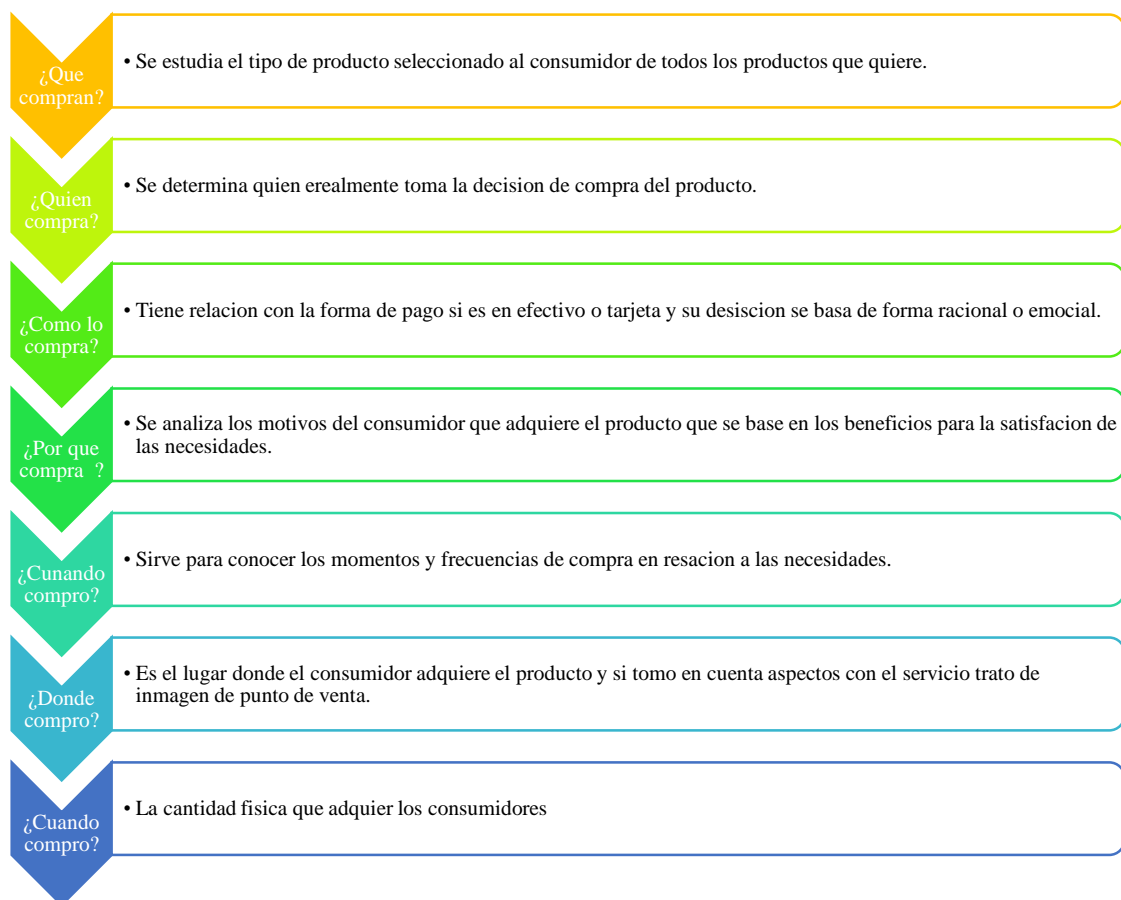 ¿Que
compran?
• Se estudia el tipo de producto seleccionado al consumidor de todos los productos que quiere.
¿Quien
compra?
• Se determina quien erealmente toma la decision de compra del producto.
¿Como lo
compra?
• Tiene relacion con la forma de pago si es en efectivo o tarjeta y su desiscion se basa de forma racional o emocial.
¿Por que
compra ?
• Se analiza los motivos del consumidor que adquiere el producto que se base en los beneficios para la satisfacion de
las necesidades.
¿Cunando
compro?
• Sirve para conocer los momentos y frecuencias de compra en resacion a las necesidades.
¿Donde
compro?
• Es el lugar donde el consumidor adquiere el producto y si tomo en cuenta aspectos con el servicio trato de
inmagen de punto de venta.
¿Cuando
compro?
• La cantidad fisica que adquier los consumidores